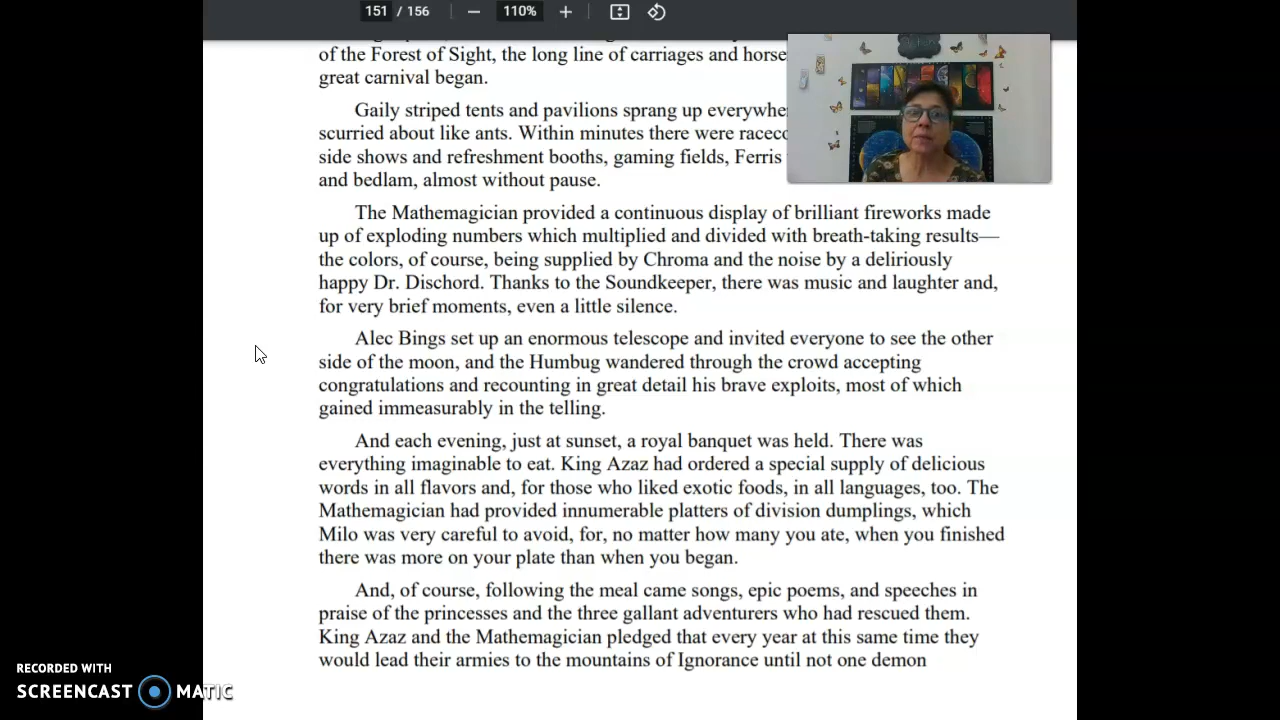 151 / 156
110%
of the Forest of Sight, the long line of carriages and horse
great carnival began.
Gaily striped tents and pavilions sprang up everywhe
scurried about like ants. Within minutes there were raceco
side shows and refreshment booths, gaming fields, Ferris
and bedlam, almost without pause.
The Mathemagician provided a continuous display of brilliant fireworks made
up of exploding numbers which multiplied and divided with breath-taking results—
the colors, of course, being supplied by Chroma and the noise by a deliriously
happy Dr. Dischord. Thanks to the Soundkeeper, there was music and laughter and,
for very brief moments, even a little silence.
Alec Bings set up an enormous telescope and invited everyone to see the other
side of the moon, and the Humbug wandered through the crowd accepting
congratulations and recounting in great detail his brave exploits, most of which
gained immeasurably in the telling.
And each evening, just at sunset, a royal banquet was held. There was
everything imaginable to eat. King Azaz had ordered a special supply of delicious
words in all flavors and, for those who liked exotic foods, in all languages, too. The
Mathemagician had provided innumerable platters of division dumplings, which
Milo was very careful to avoid, for, no matter how many you ate, when you finished
there was more on your plate than when you began.
And, of course, following the meal came songs, epic poems, and speeches in
praise of the princesses and the three gallant adventurers who had rescued them.
King Azaz and the Mathemagician pledged that every year at this same time they
would lead their armies to the mountains of Ignorance until not one demon
RECORDED WITH
SCREENCAST MATIC